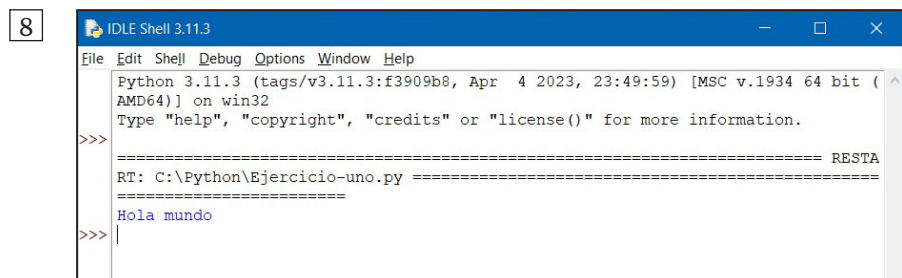 8
IDLE Shell 3.11.3
File Edit Shell Debug Options Window Help
Python 3.11.3 (tags/v3.11.3:f3909b8, Apr  4 2023, 23:49:59) [MSC v.1934 64 bit (
AMD64)] on win32
Type "help", "copyright", "credits" or "license()" for more information.
>>>
========================================================================== RESTA
RT: C:\Python\Ejercicio-uno.py =================================================
========================
Hola mundo
>>>